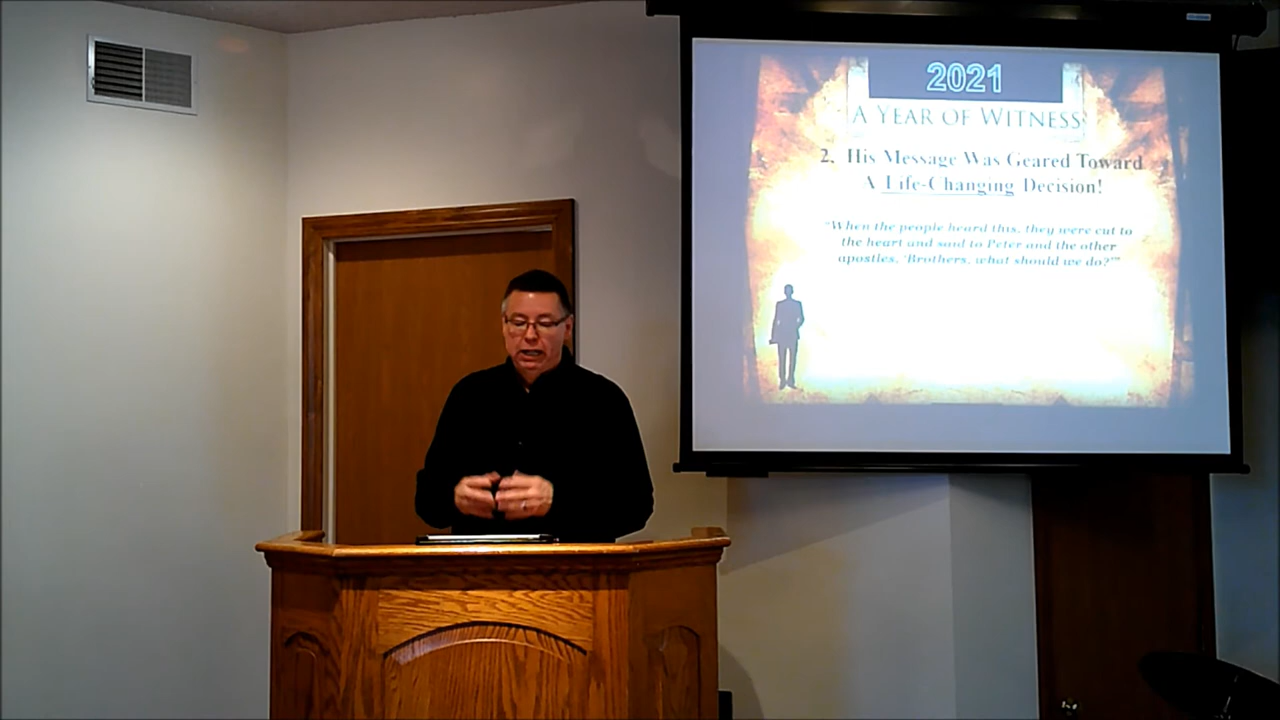 2021
A YEAR OF WITNESS
2. His Message Was Geared Toward
A Life-Changing Decision!
"When the people heard this, they were cut to
the heart and said to Peter and the other
apostles, 'Brothers, what should we do?'"